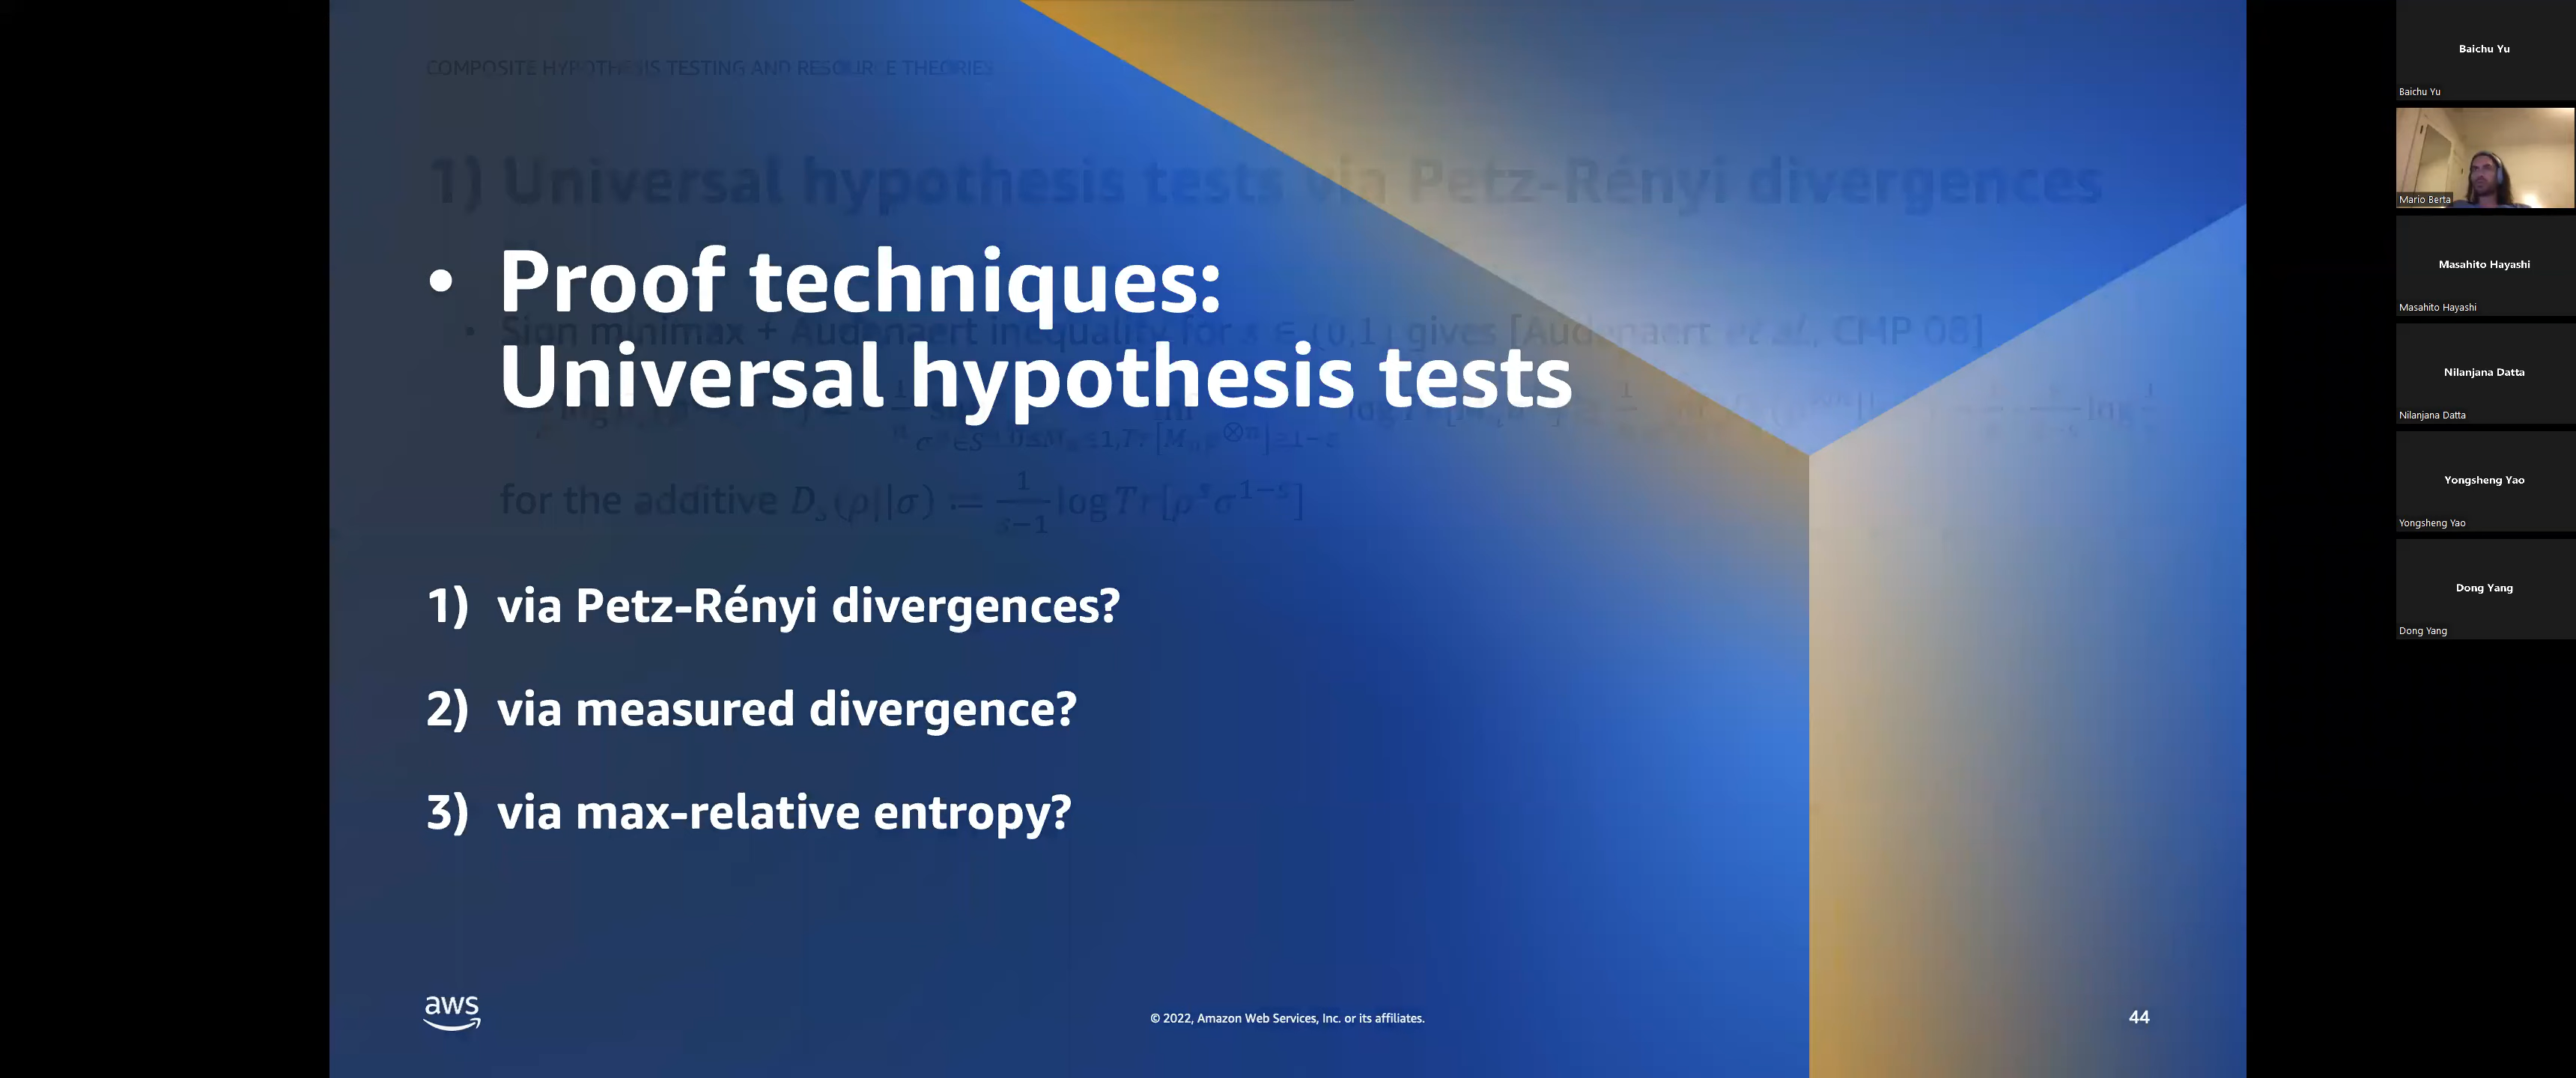 COMPOSITE HYPOTHESIS TESTING AND RESOURCE THEORIES
1) Universal hypothesis tests via Petz-Rényi divergences
• Proof techniques:
Universal hypothesis tests
• Sign minimax + Audenaert inequality for s ∈ (0,1) gives [Audenaert et al., CMP 08]
for the additive D_s(ρ||σ) ≔ 1/(s−1) log Tr[ρ^s σ^{1−s}]
1) via Petz-Rényi divergences?
2) via measured divergence?
3) via max-relative entropy?
aws
© 2022, Amazon Web Services, Inc. or its affiliates.
44
Baichu Yu
Baichu Yu
Mario Berta
Masahito Hayashi
Masahito Hayashi
Nilanjana Datta
Nilanjana Datta
Yongsheng Yao
Yongsheng Yao
Dong Yang
Dong Yang